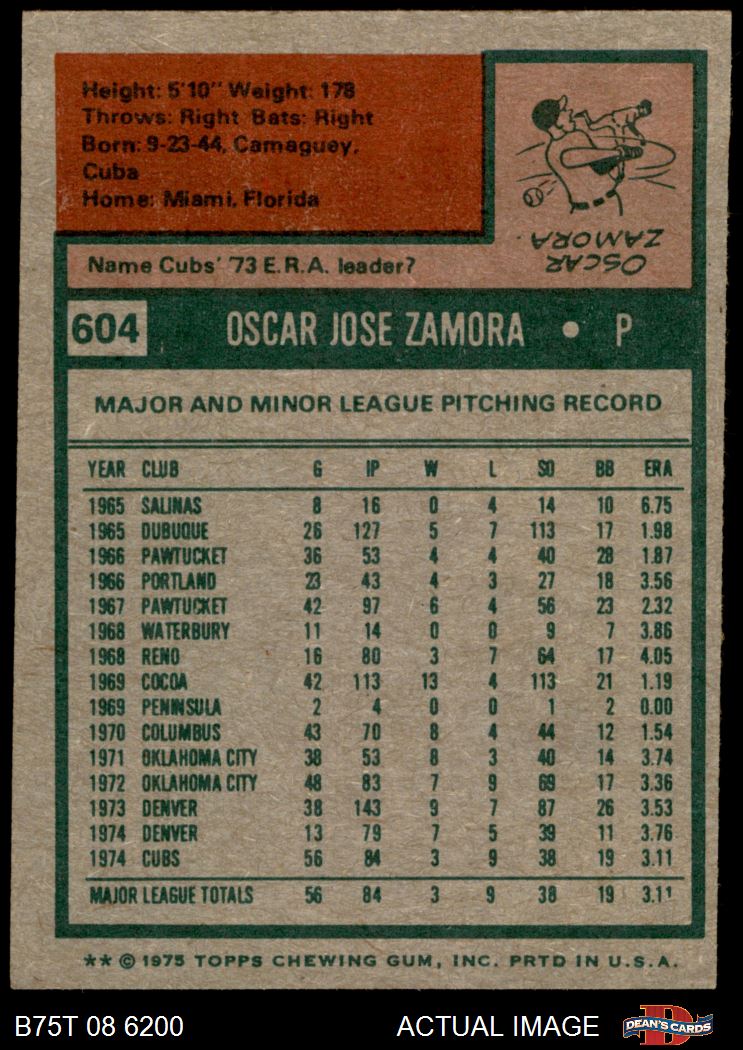 Height: 5'10" Weight: 178
Throws: Right Bats: Right
Born: 9-23-44, Camaguey,
Cuba
Home: Miami, Florida
Name Cubs' '73 E.R.A. leader?
OSCAR
ZAMORA.
604 OSCAR JOSE ZAMORA • P
MAJOR AND MINOR LEAGUE PITCHING RECORD
YEAR CLUB G IP W L SO BB ERA
1965 SALINAS 8 16 0 4 14 10 6.75
1965 DUBUQUE 26 127 5 7 113 17 1.98
1966 PAWTUCKET 36 53 4 4 40 28 1.87
1966 PORTLAND 23 43 4 3 27 18 3.56
1967 PAWTUCKET 42 97 6 4 56 23 2.32
1968 WATERBURY 11 14 0 0 9 7 3.86
1968 RENO 16 80 3 7 64 17 4.05
1969 COCOA 42 113 13 4 113 21 1.19
1969 PENINSULA 2 4 0 0 1 2 0.00
1970 COLUMBUS 43 70 8 4 44 12 1.54
1971 OKLAHOMA CITY 38 53 8 3 40 14 3.74
1972 OKLAHOMA CITY 48 83 7 9 69 17 3.36
1973 DENVER 38 143 9 7 87 26 3.53
1974 DENVER 13 79 7 5 39 11 3.76
1974 CUBS 56 84 3 9 38 19 3.11
MAJOR LEAGUE TOTALS 56 84 3 9 38 19 3.11
** © 1975 TOPPS CHEWING GUM, INC. PRTD IN U.S.A.
B75T 08 6200 ACTUAL IMAGE D DEAN'S CARDS